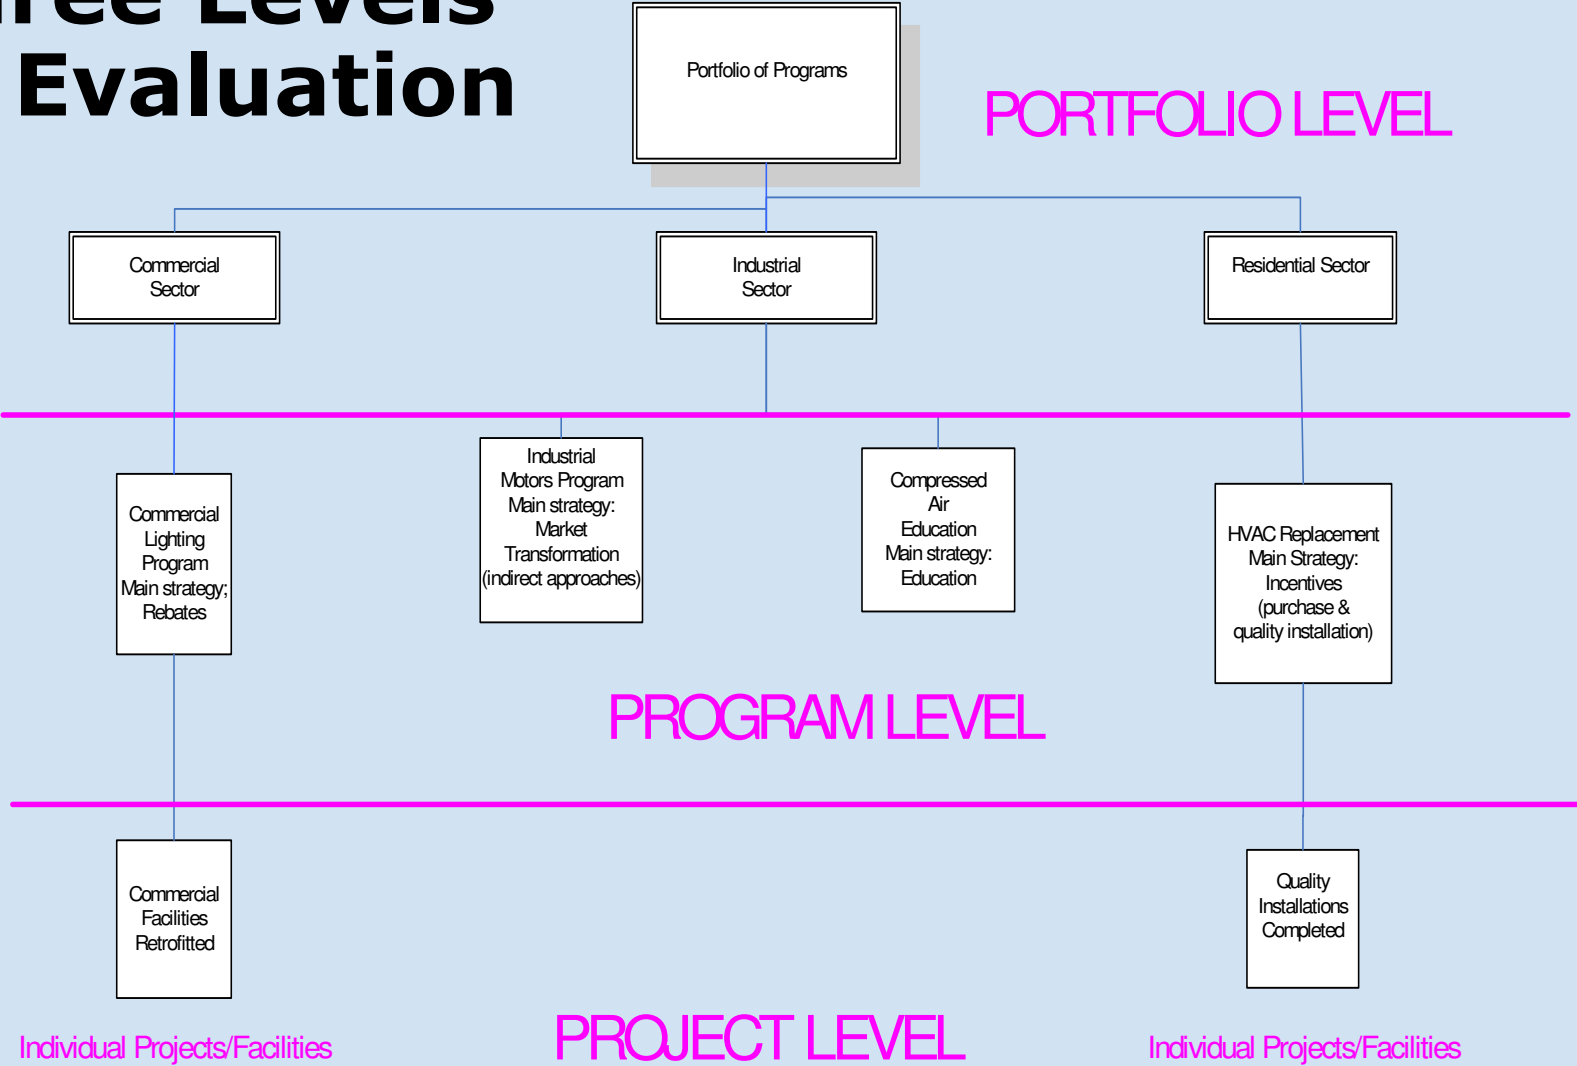 Levels
Evaluation
Portfolio of Programs
PORTFOLIO LEVEL
Commercial
Sector
Industrial
Sector
Residential Sector
Commercial
Lighting
Program
Main strategy;
Rebates
Industrial
Motors Program
Main strategy:
Market
Transformation
(indirect approaches)
Compressed
Air
Education
Main strategy:
Education
HVAC Replacement
Main Strategy:
Incentives
(purchase &
quality installation)
PROGRAM LEVEL
Commercial
Facilities
Retrofitted
Quality
Installations
Completed
Individual Projects/Facilities
PROJECT LEVEL
Individual Projects/Facilities